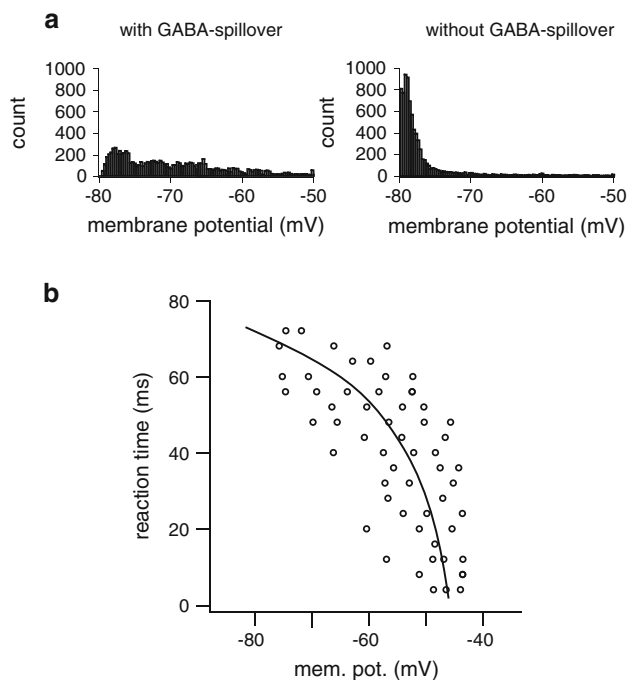 a
with GABA-spillover
without GABA-spillover
count
1000
800
600
400
200
0
-80 -70 -60 -50
membrane potential (mV)
count
1000
800
600
400
200
0
-80 -70 -60 -50
membrane potential (mV)
b
reaction time (ms)
80
60
40
20
0
-80 -60 -40
mem. pot. (mV)